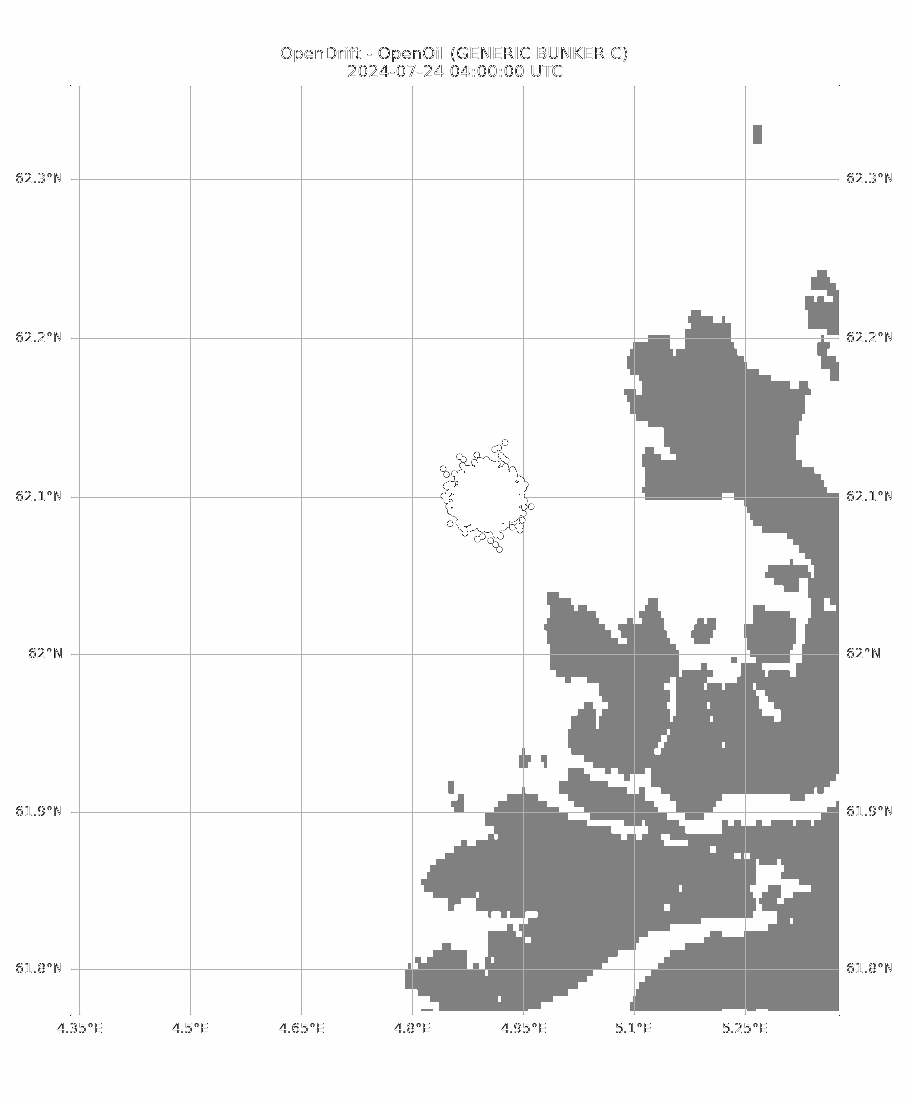 OpenDrift - OpenOil (GENERIC BUNKER C)
2024-07-24 04:00:00 UTC
62.3°N 62.3°N
62.2°N 62.2°N
62.1°N 62.1°N
62°N 62°N
61.9°N 61.9°N
61.8°N 61.8°N
4.35°E 4.5°E 4.65°E 4.8°E 4.95°E 5.1°E 5.25°E